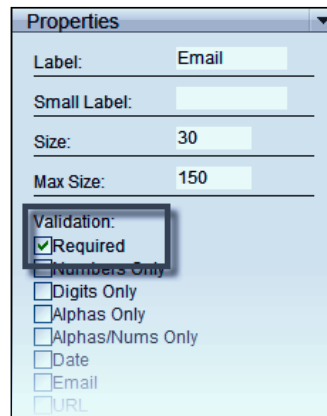 Properties
Label: Email
Small Label:
Size: 30
Max Size: 150
Validation:
Required
Numbers Only
Digits Only
Alphas Only
Alphas/Nums Only
Date
Email
URL